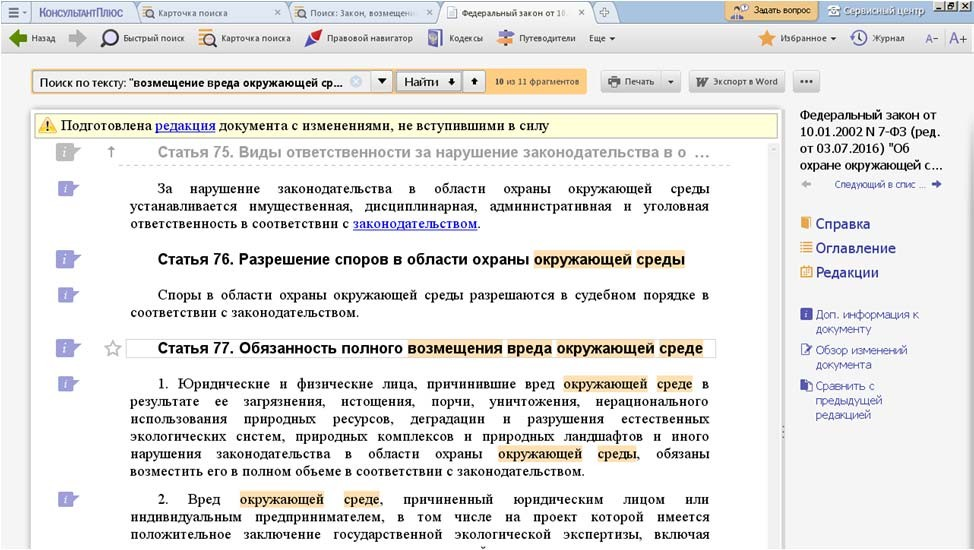 КонсультантПлюс Карточка поиска × Поиск: Закон, возмещени × Федеральный закон от 10. × Задать вопрос Сервисный центр
Назад Быстрый поиск Карточка поиска Правовой навигатор Кодексы Путеводители Еще Избранное Журнал A- A+
Поиск по тексту: "возмещение вреда окружающей ср... Найти 10 из 11 фрагментов Печать Экспорт в Word •••
Подготовлена редакция документа с изменениями, не вступившими в силу
Статья 75. Виды ответственности за нарушение законодательства в о ...
За нарушение законодательства в области охраны окружающей среды
устанавливается имущественная, дисциплинарная, административная и уголовная
ответственность в соответствии с законодательством.
Статья 76. Разрешение споров в области охраны окружающей среды
Споры в области охраны окружающей среды разрешаются в судебном порядке в
соответствии с законодательством.
Статья 77. Обязанность полного возмещения вреда окружающей среде
1. Юридические и физические лица, причинившие вред окружающей среде в
результате ее загрязнения, истощения, порчи, уничтожения, нерационального
использования природных ресурсов, деградации и разрушения естественных
экологических систем, природных комплексов и природных ландшафтов и иного
нарушения законодательства в области охраны окружающей среды, обязаны
возместить его в полном объеме в соответствии с законодательством.
2. Вред окружающей среде, причиненный юридическим лицом или
индивидуальным предпринимателем, в том числе на проект которой имеется
положительное заключение государственной экологической экспертизы, включая
Федеральный закон от
10.01.2002 N 7-ФЗ (ред.
от 03.07.2016) "Об
охране окружающей с...
Следующий в спис ...
Справка
Оглавление
Редакции
Доп. информация к
документу
Обзор изменений
документа
Сравнить с
предыдущей
редакцией